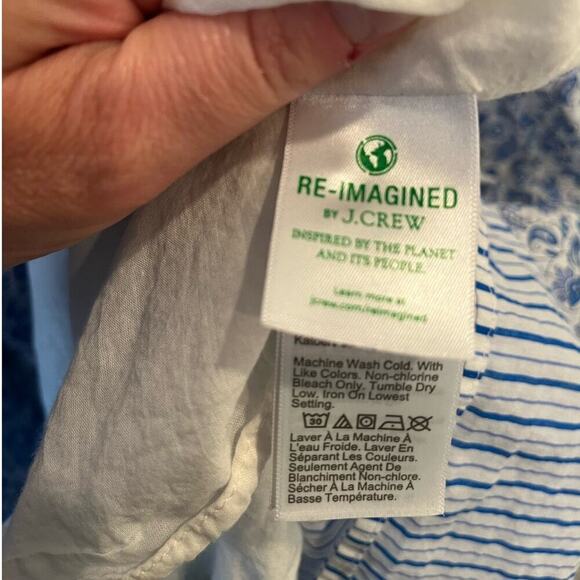 RE-IMAGINED
BY J.CREW
INSPIRED BY THE PLANET
AND ITS PEOPLE.
Learn more at
jcrew.com/reimagined
Machine Wash Cold. With
Like Colors. Non-chlorine
Bleach Only. Tumble Dry
Low. Iron On Lowest
Setting.
30
Laver À La Machine À
L'eau Froide. Laver En
Séparant Les Couleurs.
Seulement Agent De
Blanchiment Non-chlore.
Sécher À La Machine À
Basse Température.